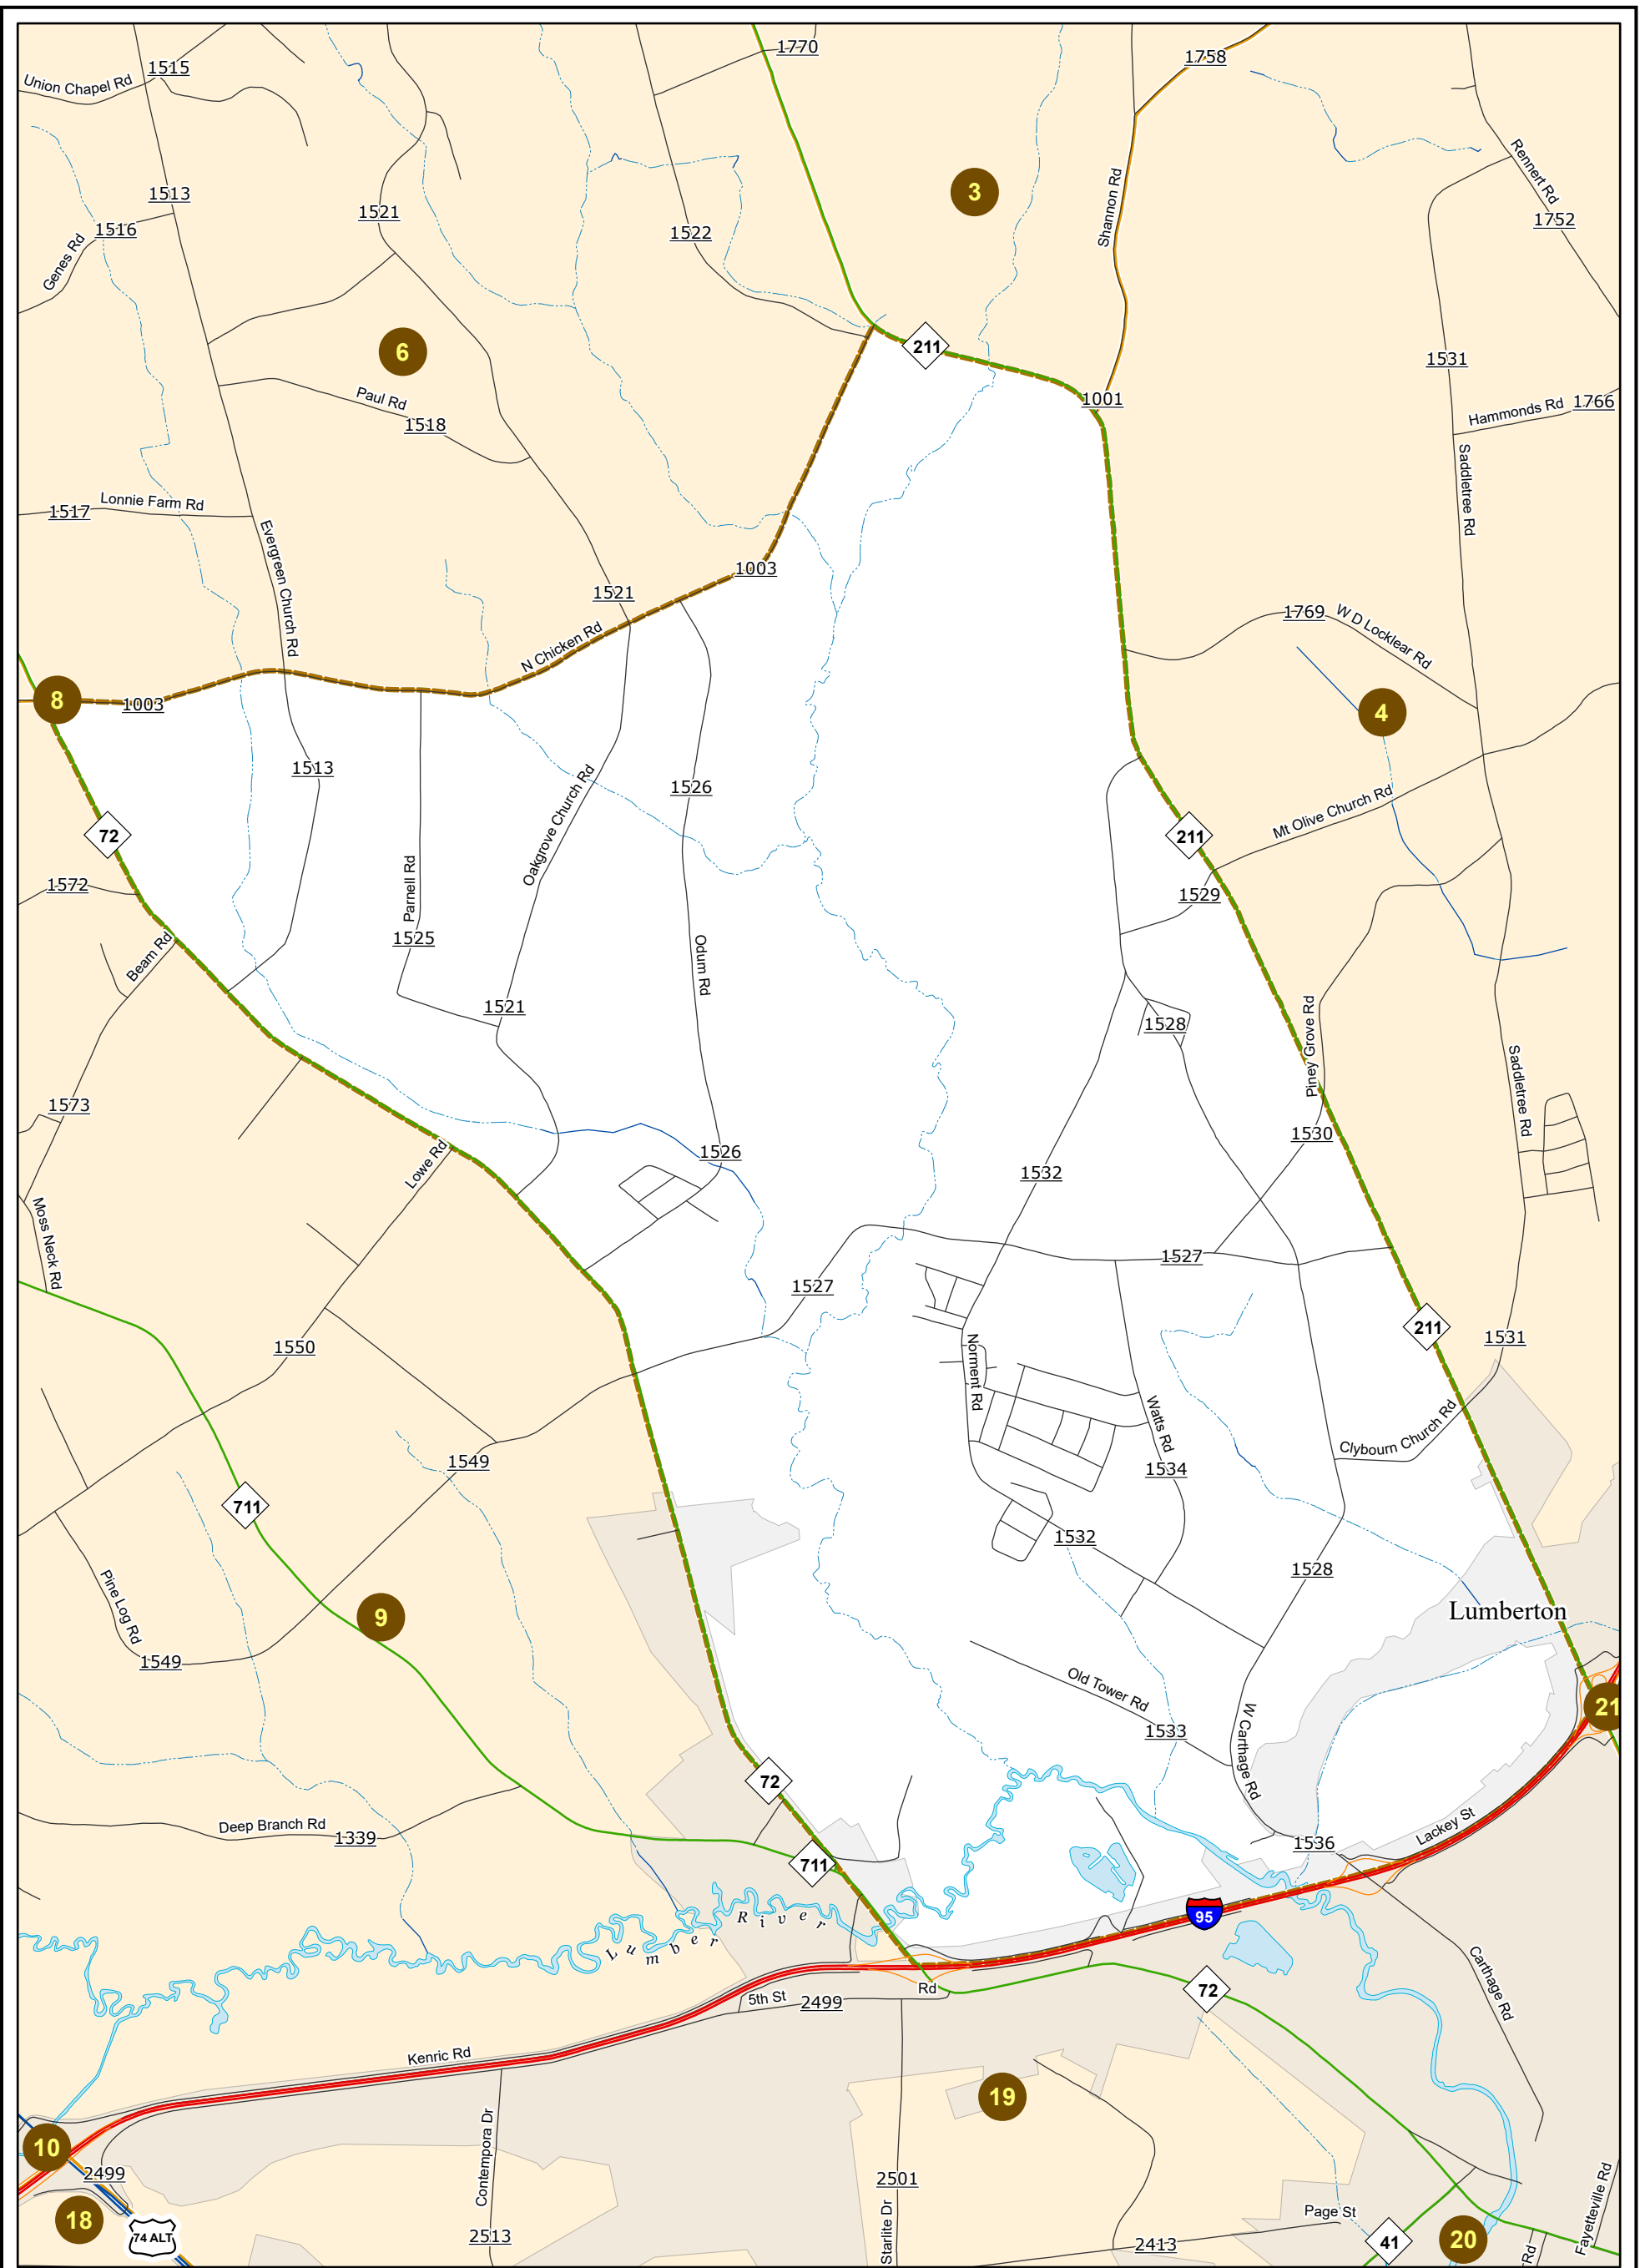 1770
1758
Union Chapel Rd
1515
Rennert Rd
1513
3
Shannon Rd
1521
1752
1516
1522
Genes Rd
211
6
1531
Paul Rd
1001
Hammonds Rd
1766
1518
Saddletree Rd
Lonnie Farm Rd
1517
Evergreen Church Rd
1003
1521
1769
W D Locklear Rd
N Chicken Rd
8
1003
4
1513
1526
Oakgrove Church Rd
Mt Olive Church Rd
72
211
1572
Parnell Rd
1529
1525
Beam Rd
Odum Rd
1521
1528
Piney Grove Rd
Saddletree Rd
1573
1530
1526
Lowe Rd
1532
Moss Neck Rd
1527
1527
211
1550
1531
Norment Rd
Watts Rd
Clybourn Church Rd
1549
1534
711
1532
1528
Pine Log Rd
9
Lumberton
1549
Old Tower Rd
21
1533
W Carthage Rd
72
Deep Branch Rd
1339
Lackey St
1536
711
95
Lumber River
Carthage Rd
Rd
72
5th St
2499
Kenric Rd
19
10
Contempora Dr
2499
2501
Fayetteville Rd
18
Page St
Starlite Dr
74 ALT
2513
2413
41
20
Rd